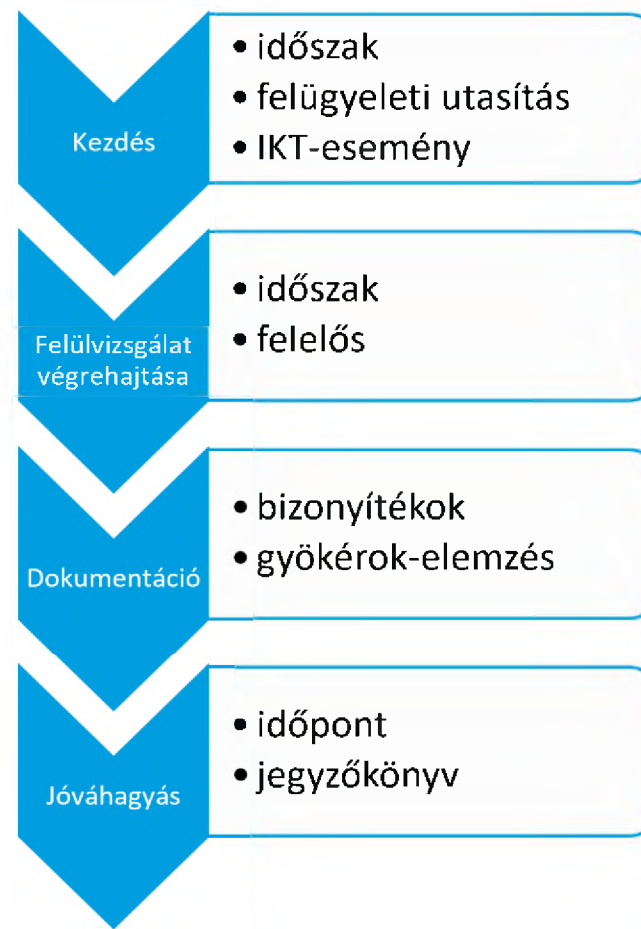 Kezdés
• időszak
• felügyeleti utasítás
• IKT-esemény
Felülvizsgálat
végrehajtása
• időszak
• felelős
Dokumentáció
• bizonyítékok
• gyökérok-elemzés
Jóváhagyás
• időpont
• jegyzőkönyv